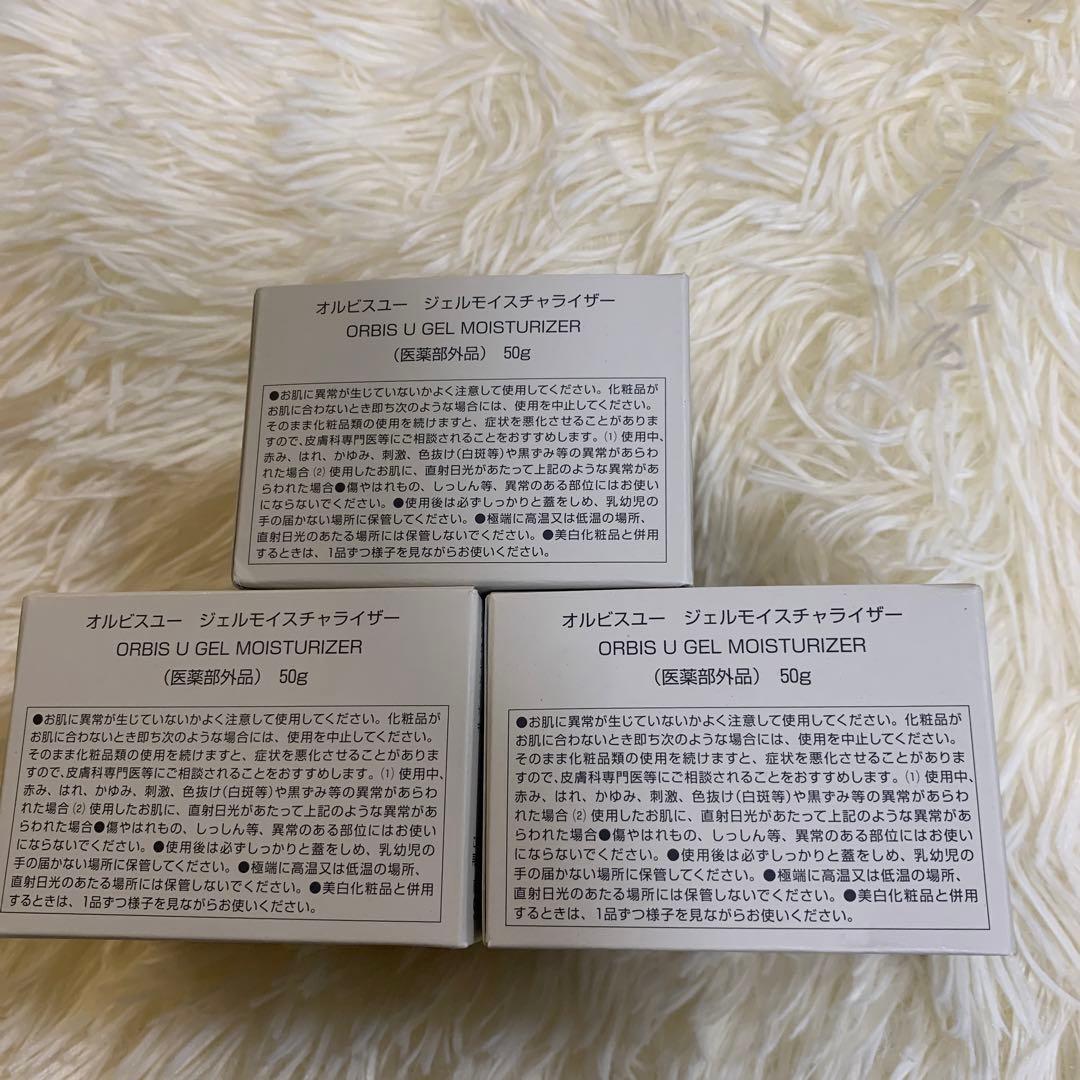 オルビスユー　ジェルモイスチャライザー
ORBIS U GEL MOISTURIZER
（医薬部外品）　50g
●お肌に異常が生じていないかよく注意して使用してください。化粧品が
お肌に合わないとき即ち次のような場合には、使用を中止してください。
そのまま化粧品類の使用を続けますと、症状を悪化させることがありま
すので、皮膚科専門医等にご相談されることをおすすめします。(1)使用中、
赤み、はれ、かゆみ、刺激、色抜け(白斑等)や黒ずみ等の異常があらわ
れた場合(2)使用したお肌に、直射日光があたって上記のような異常があ
らわれた場合●傷やはれもの、しっしん等、異常のある部位にはお使い
にならないでください。●使用後は必ずしっかりと蓋をしめ、乳幼児の
手の届かない場所に保管してください。●極端に高温又は低温の場所、
直射日光のあたる場所には保管しないでください。●美白化粧品と併用
するときは、1品ずつ様子を見ながらお使いください。
オルビスユー　ジェルモイスチャライザー
ORBIS U GEL MOISTURIZER
（医薬部外品）　50g
●お肌に異常が生じていないかよく注意して使用してください。化粧品が
お肌に合わないとき即ち次のような場合には、使用を中止してください。
そのまま化粧品類の使用を続けますと、症状を悪化させることがありま
すので、皮膚科専門医等にご相談されることをおすすめします。(1)使用中、
赤み、はれ、かゆみ、刺激、色抜け(白斑等)や黒ずみ等の異常があらわ
れた場合(2)使用したお肌に、直射日光があたって上記のような異常があ
らわれた場合●傷やはれもの、しっしん等、異常のある部位にはお使い
にならないでください。●使用後は必ずしっかりと蓋をしめ、乳幼児の
手の届かない場所に保管してください。●極端に高温又は低温の場所、
直射日光のあたる場所には保管しないでください。●美白化粧品と併用
するときは、1品ずつ様子を見ながらお使いください。
オルビスユー　ジェルモイスチャライザー
ORBIS U GEL MOISTURIZER
（医薬部外品）　50g
●お肌に異常が生じていないかよく注意して使用してください。化粧品が
お肌に合わないとき即ち次のような場合には、使用を中止してください。
そのまま化粧品類の使用を続けますと、症状を悪化させることがありま
すので、皮膚科専門医等にご相談されることをおすすめします。(1)使用中、
赤み、はれ、かゆみ、刺激、色抜け(白斑等)や黒ずみ等の異常があらわ
れた場合(2)使用したお肌に、直射日光があたって上記のような異常があ
らわれた場合●傷やはれもの、しっしん等、異常のある部位にはお使い
にならないでください。●使用後は必ずしっかりと蓋をしめ、乳幼児の
手の届かない場所に保管してください。●極端に高温又は低温の場所、
直射日光のあたる場所には保管しないでください。●美白化粧品と併用
するときは、1品ずつ様子を見ながらお使いください。